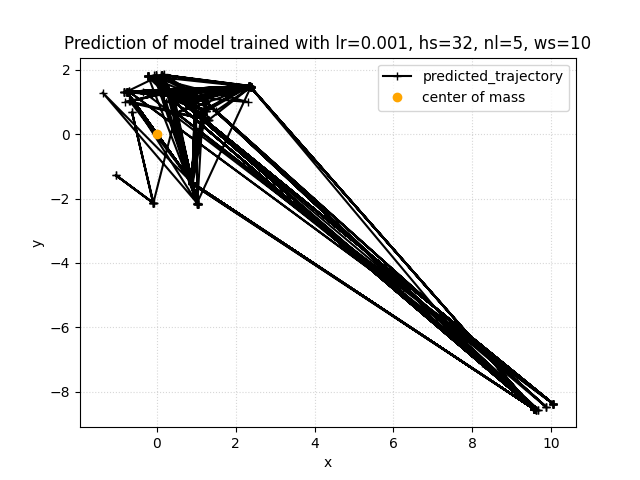 Prediction of model trained with lr=0.001, hs=32, nl=5, ws=10
predicted_trajectory
center of mass
y
2
0
−2
−4
−6
−8
0 2 4 6 8 10
x